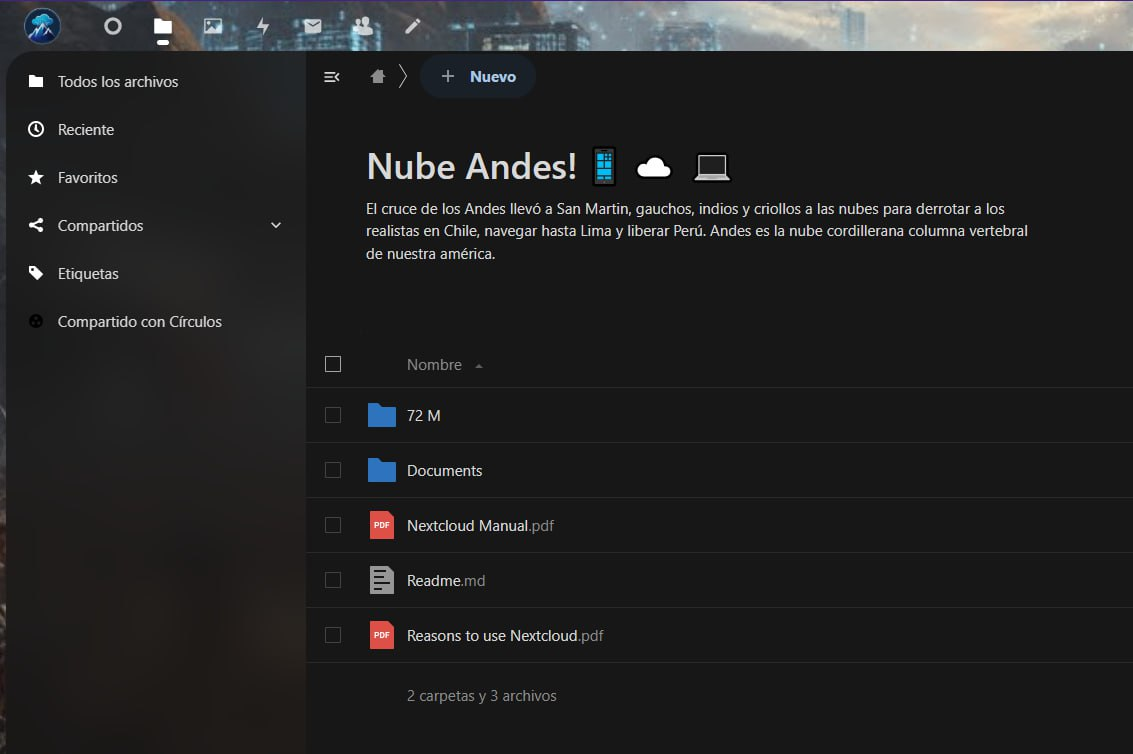 Todos los archivos
Reciente
Favoritos
Compartidos
Etiquetas
Compartido con Círculos
+ Nuevo
Nube Andes!
El cruce de los Andes llevó a San Martin, gauchos, indios y criollos a las nubes para derrotar a los
realistas en Chile, navegar hasta Lima y liberar Perú. Andes es la nube cordillerana columna vertebral
de nuestra américa.
Nombre
72 M
Documents
PDF Nextcloud Manual.pdf
Readme.md
PDF Reasons to use Nextcloud.pdf
2 carpetas y 3 archivos